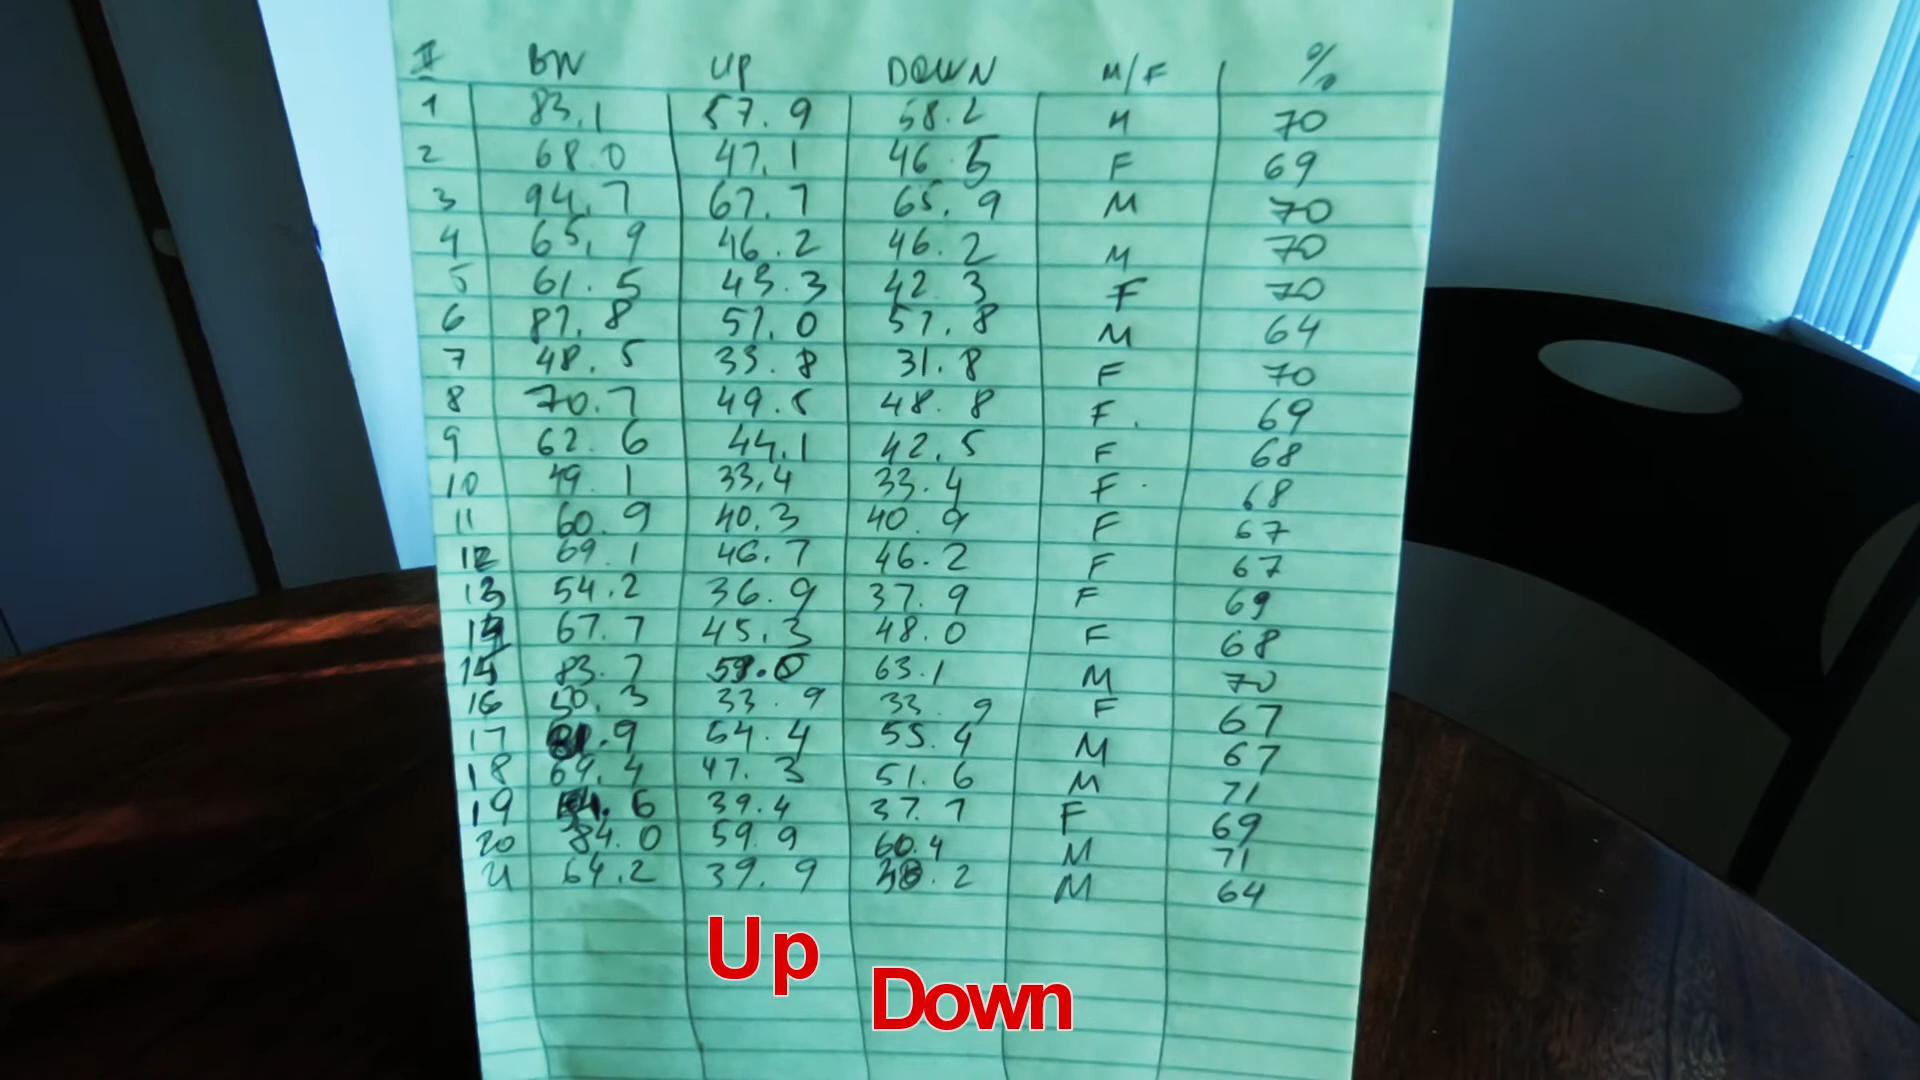 # BW UP DOWN M/F %
1 83.1 57.9 58.2 M 70
2 68.0 47.1 46.5 F 69
3 94.7 67.7 65.9 M 70
4 65.9 46.2 46.2 M 70
5 61.5 43.3 42.3 F 70
6 87.8 57.0 57.8 M 64
7 48.5 33.8 31.8 F 70
8 70.7 49.5 48.8 F 69
9 62.6 44.1 42.5 F 68
10 49.1 33.4 33.4 F 68
11 60.9 40.3 40.9 F 67
12 69.1 46.7 46.2 F 67
13 54.2 36.9 37.9 F 69
14 67.7 45.3 48.0 F 68
15 83.7 59.0 63.1 M 70
16 50.3 33.9 33.9 F 67
17 81.9 54.4 55.4 M 67
18 69.4 47.3 51.6 M 71
19 39.4 37.7 F 69
20 84.0 59.9 60.4 M 71
21 64.2 39.9 M 64
Up
Down